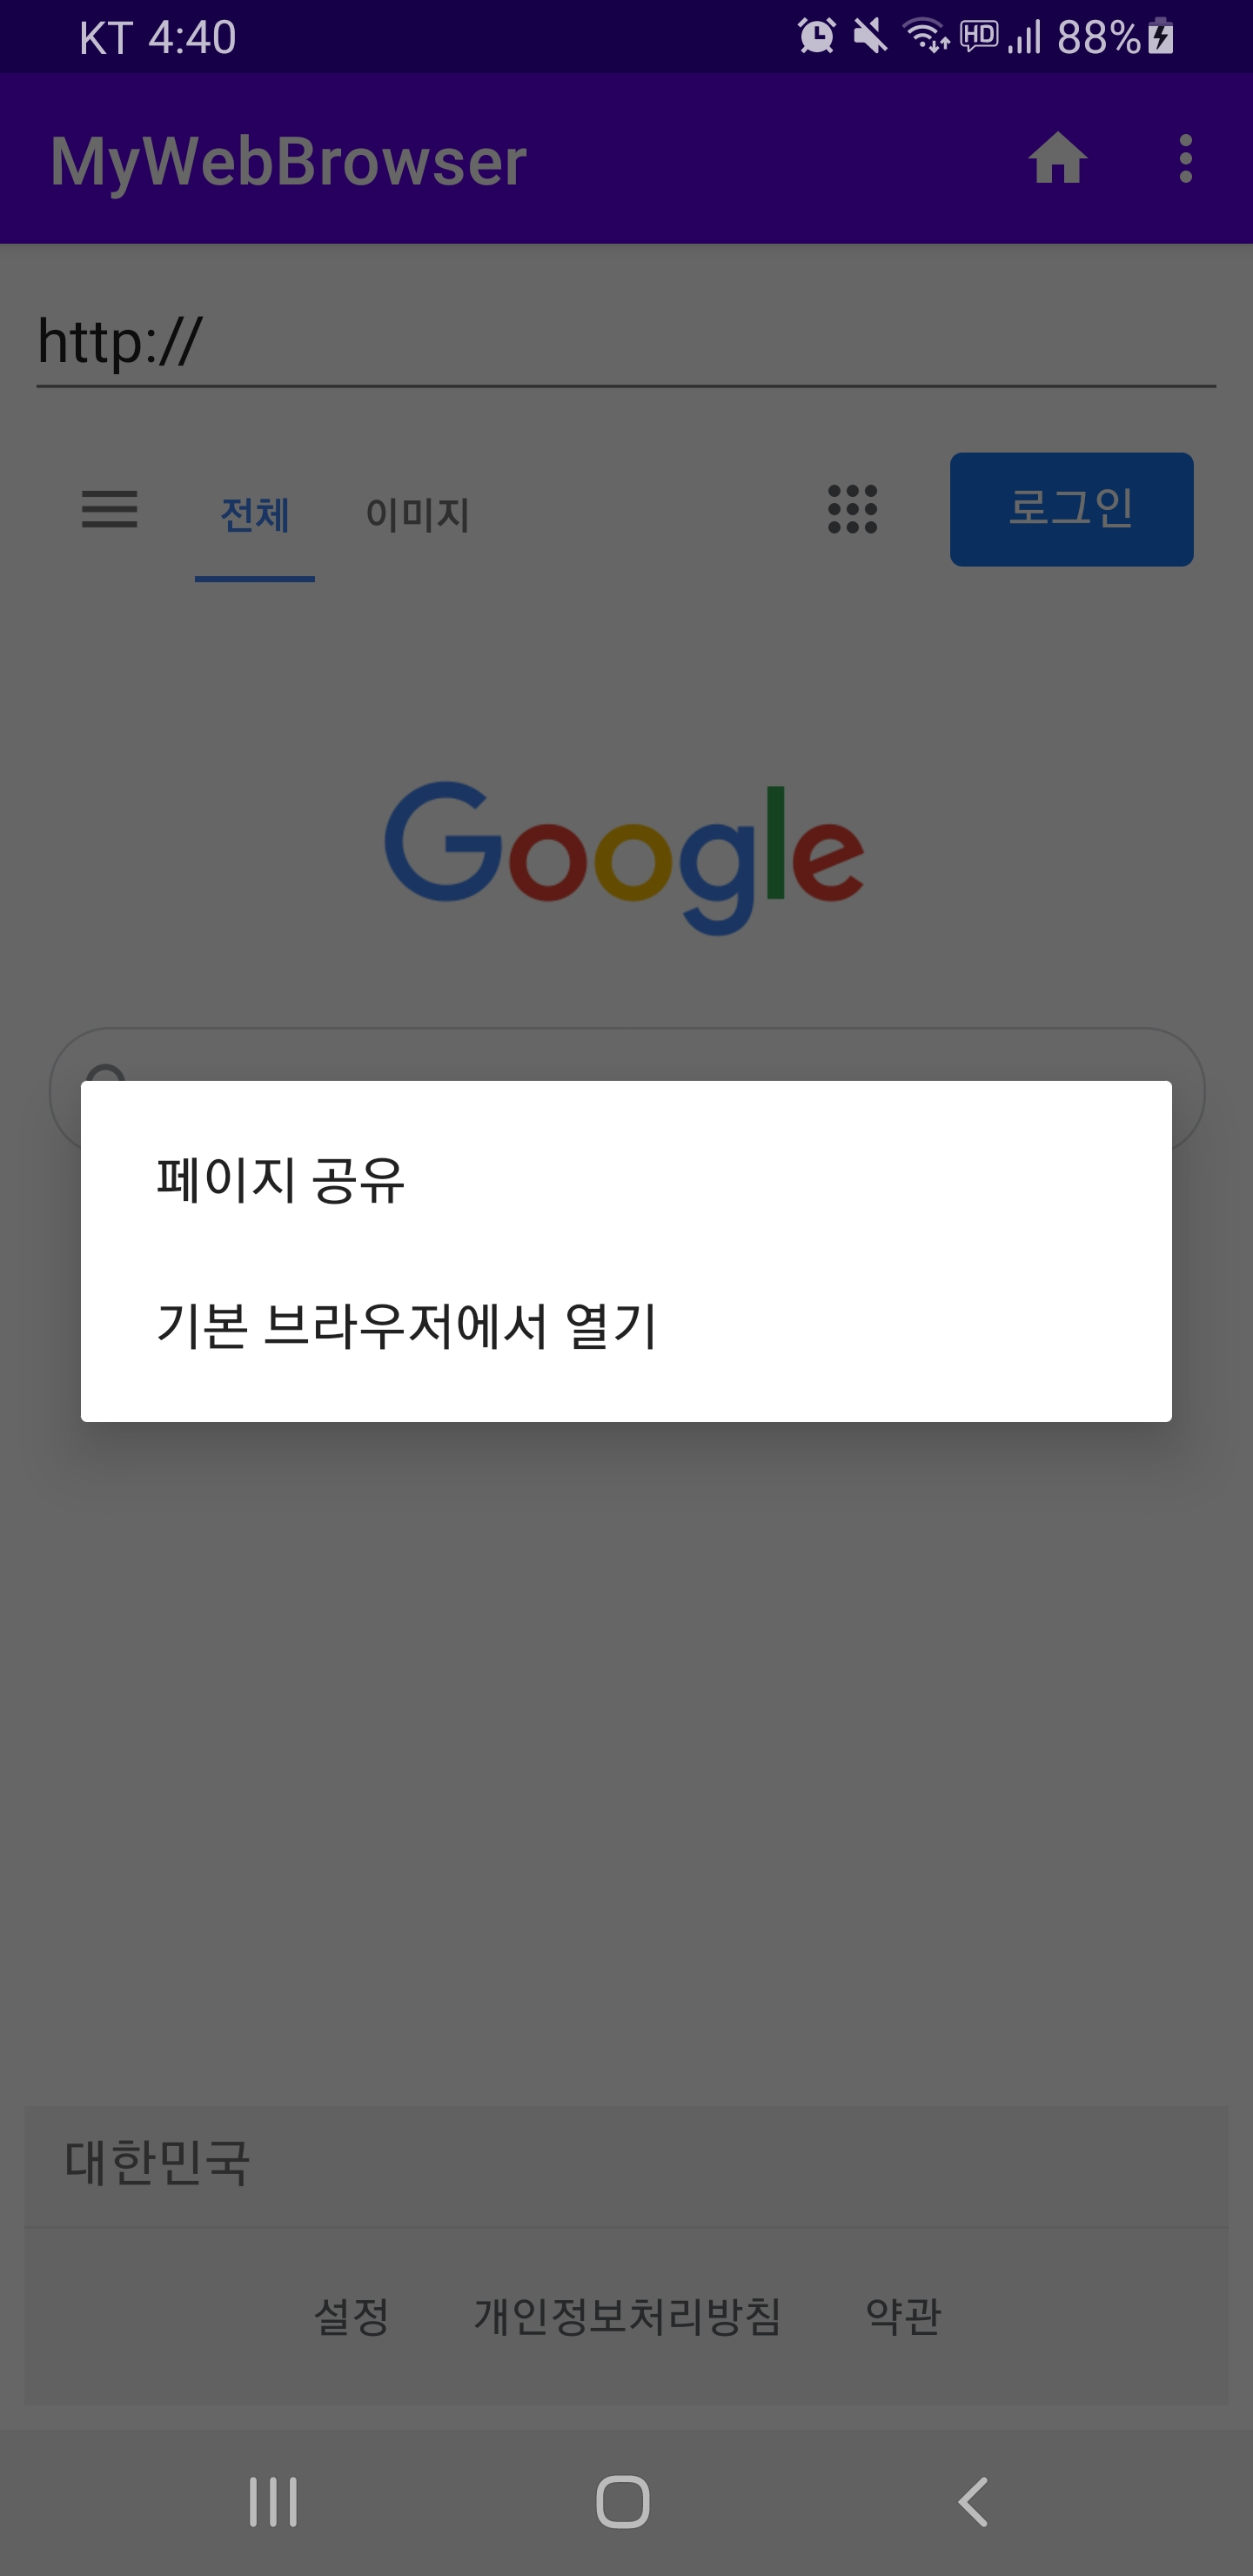 KT 4:40 HD 88%
MyWebBrowser
http://
전체 이미지 로그인
Google
페이지 공유
기본 브라우저에서 열기
대한민국
설정 개인정보처리방침 약관